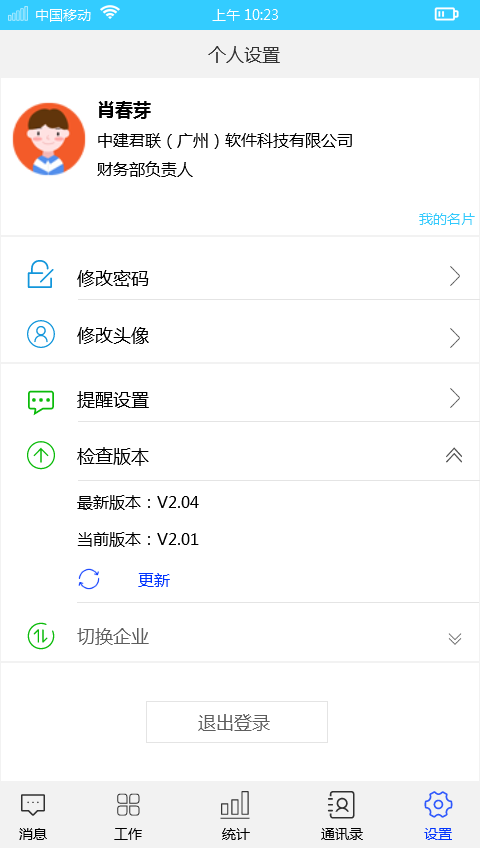 中国移动 上午 10:23
个人设置
肖春芽
中建君联（广州）软件科技有限公司
财务部负责人
我的名片
修改密码
修改头像
提醒设置
检查版本
最新版本：V2.04
当前版本：V2.01
更新
切换企业
退出登录
消息 工作 统计 通讯录 设置